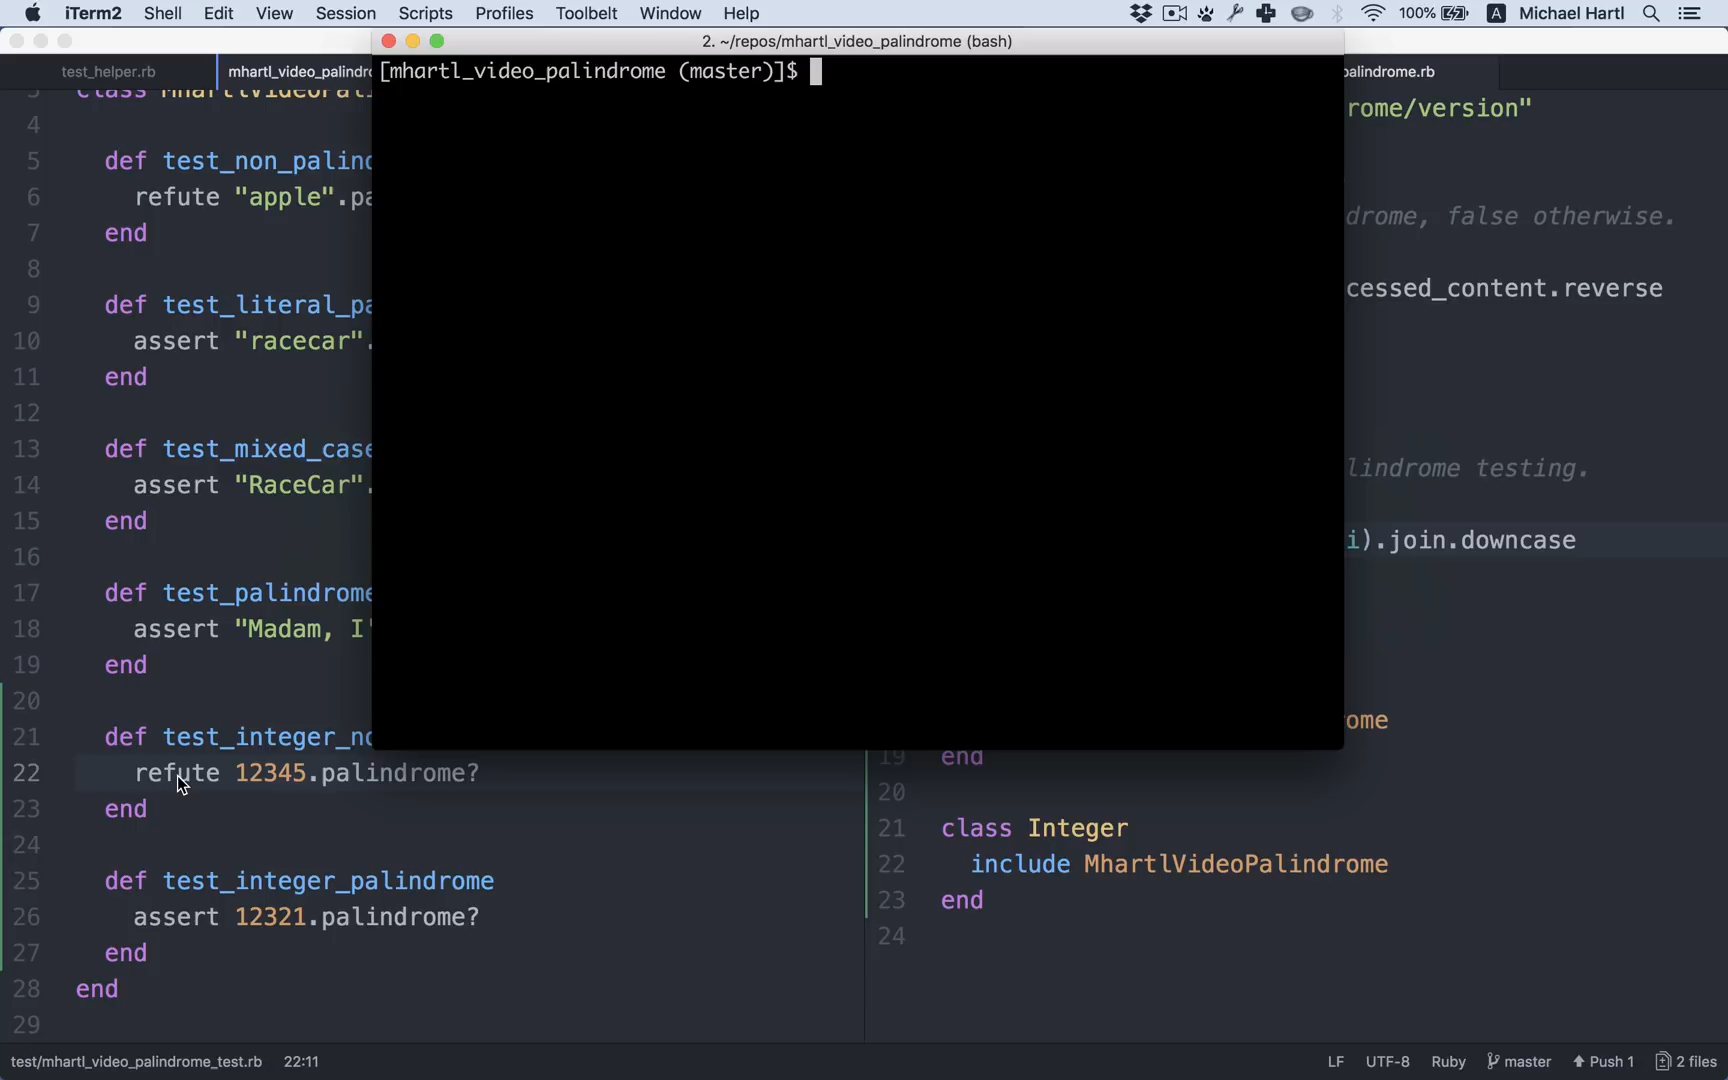 iTerm2 Shell Edit View Session Scripts Profiles Toolbelt Window Help 100% A Michael Hartl
2. ~/repos/mhartl_video_palindrome (bash)
test_helper.rb mhartl_video_palindro
[mhartl_video_palindrome (master)]$
palindrome.rb
4
5 def test_non_palind
6 refute "apple".pa
7 end
8
9 def test_literal_pa
10 assert "racecar".
11 end
12
13 def test_mixed_case
14 assert "RaceCar".
15 end
16
17 def test_palindrome
18 assert "Madam, I'
19 end
20
21 def test_integer_no
22 refute 12345.palindrome?
23 end
24
25 def test_integer_palindrome
26 assert 12321.palindrome?
27 end
28 end
29
rome/version"
drome, false otherwise.
cessed_content.reverse
lindrome testing.
i).join.downcase
ome
19 end
20
21 class Integer
22 include MhartlVideoPalindrome
23 end
24
test/mhartl_video_palindrome_test.rb 22:11 LF UTF-8 Ruby master Push 1 2 files